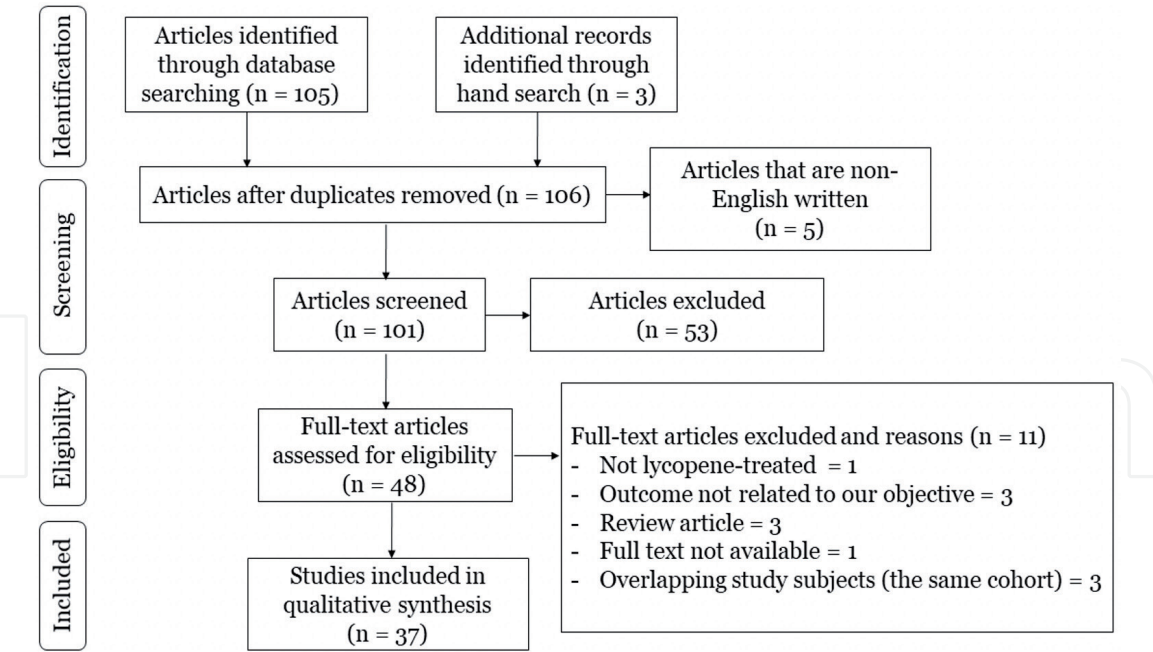 Identification
Articles identified
through database
searching (n = 105)
Additional records
identified through
hand search (n = 3)
Screening
Articles after duplicates removed (n = 106)
Articles that are non-
English written
(n = 5)
Articles screened
(n = 101)
Articles excluded
(n = 53)
Eligibility
Full-text articles
assessed for eligibility
(n = 48)
Full-text articles excluded and reasons (n = 11)
- Not lycopene-treated = 1
- Outcome not related to our objective = 3
- Review article = 3
- Full text not available = 1
- Overlapping study subjects (the same cohort) = 3
Included
Studies included in
qualitative synthesis
(n = 37)